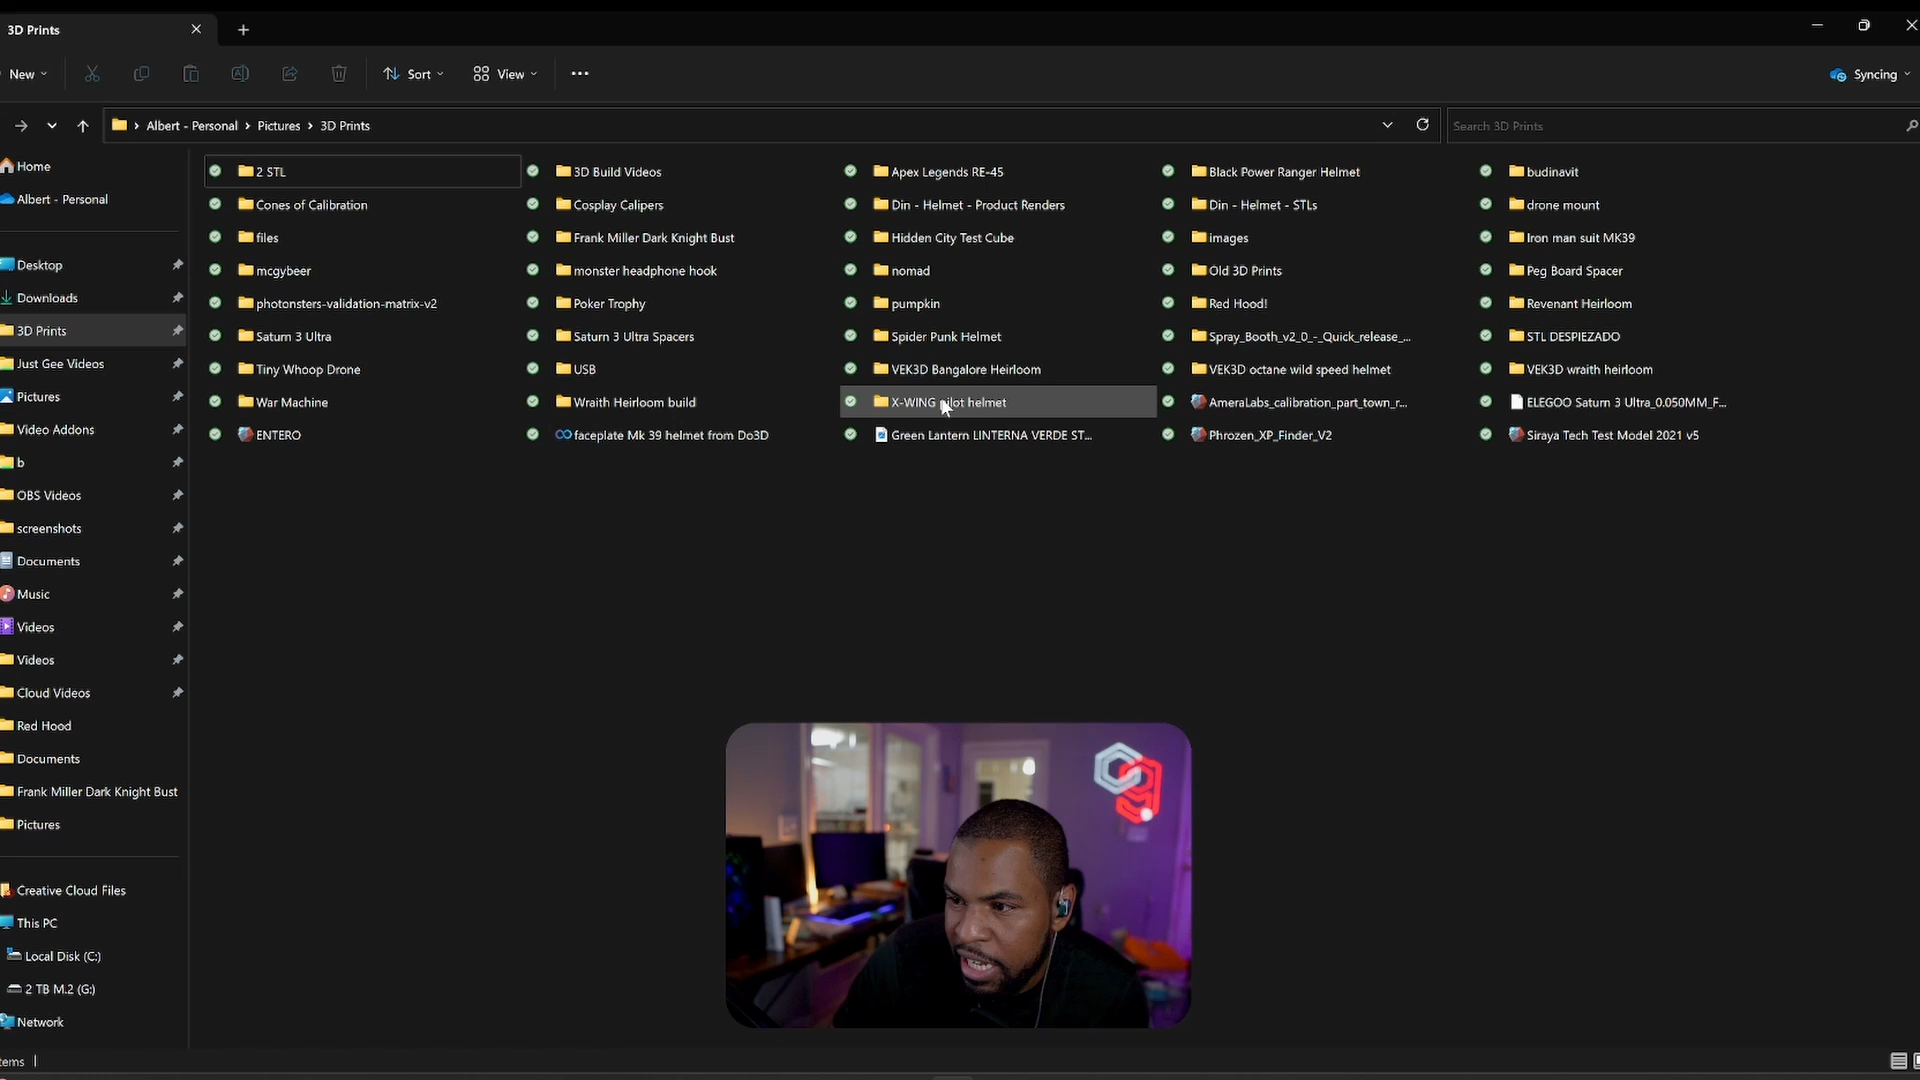 3D Prints
New
Sort
View
Syncing
Albert - Personal
Pictures
3D Prints
Search 3D Prints
Home
Albert - Personal
Desktop
Downloads
3D Prints
Just Gee Videos
Pictures
Video Addons
b
OBS Videos
screenshots
Documents
Music
Videos
Videos
Cloud Videos
Red Hood
Documents
Frank Miller Dark Knight Bust
Pictures
Creative Cloud Files
This PC
Local Disk (C:)
2 TB M.2 (G:)
Network
2 STL
3D Build Videos
Apex Legends RE-45
Black Power Ranger Helmet
budinavit
Cones of Calibration
Cosplay Calipers
Din - Helmet - Product Renders
Din - Helmet - STLs
drone mount
files
Frank Miller Dark Knight Bust
Hidden City Test Cube
images
Iron man suit MK39
mcgybeer
monster headphone hook
nomad
Old 3D Prints
Peg Board Spacer
photonsters-validation-matrix-v2
Poker Trophy
pumpkin
Red Hood!
Revenant Heirloom
Saturn 3 Ultra
Saturn 3 Ultra Spacers
Spider Punk Helmet
Spray_Booth_v2_0_-_Quick_release_...
STL DESPIEZADO
Tiny Whoop Drone
USB
VEK3D Bangalore Heirloom
VEK3D octane wild speed helmet
VEK3D wraith heirloom
War Machine
Wraith Heirloom build
X-WING pilot helmet
AmeraLabs_calibration_part_town_r...
ELEGOO Saturn 3 Ultra_0.050MM_F...
ENTERO
faceplate Mk 39 helmet from Do3D
Green Lantern LINTERNA VERDE ST...
Phrozen_XP_Finder_V2
Siraya Tech Test Model 2021 v5